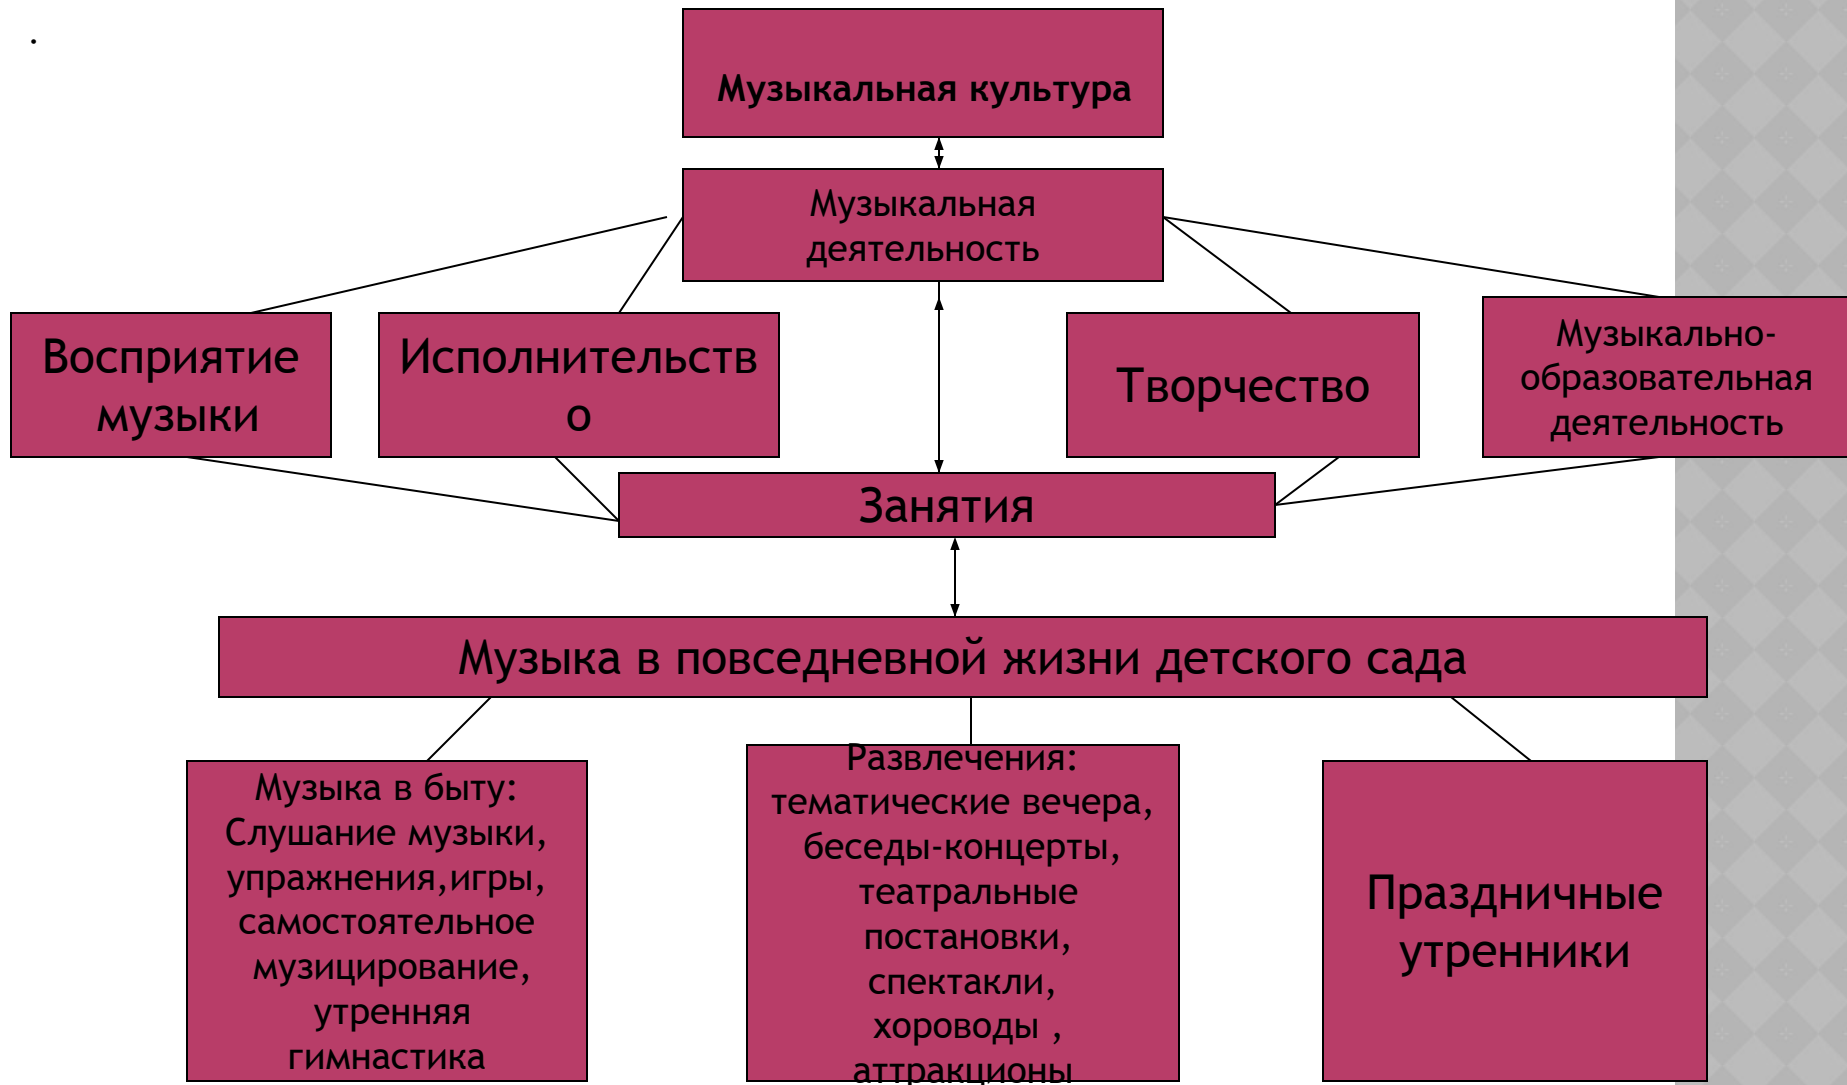 .
Музыкальная культура
Музыкальная
деятельность
Восприятие
музыки
Исполнительств
о
Творчество
Музыкально-
образовательная
деятельность
Занятия
Музыка в повседневной жизни детского сада
Музыка в быту:
Слушание музыки,
упражнения,игры,
самостоятельное
музицирование,
утренняя
гимнастика
Развлечения:
тематические вечера,
беседы-концерты,
театральные
постановки,
спектакли,
хороводы ,
аттракционы
Праздничные
утренники